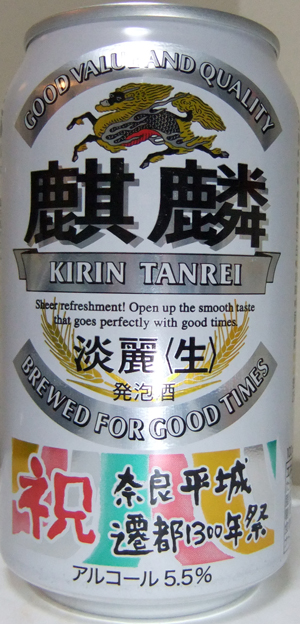 GOOD VALUE AND QUALITY
麒麟
KIRIN TANREI
Sheer refreshment! Open up the smooth taste
that goes perfectly with good times.
淡麗〈生〉
発泡酒
BREWED FOR GOOD TIMES
祝
奈良平城
遷都1300年祭
アルコール 5.5%